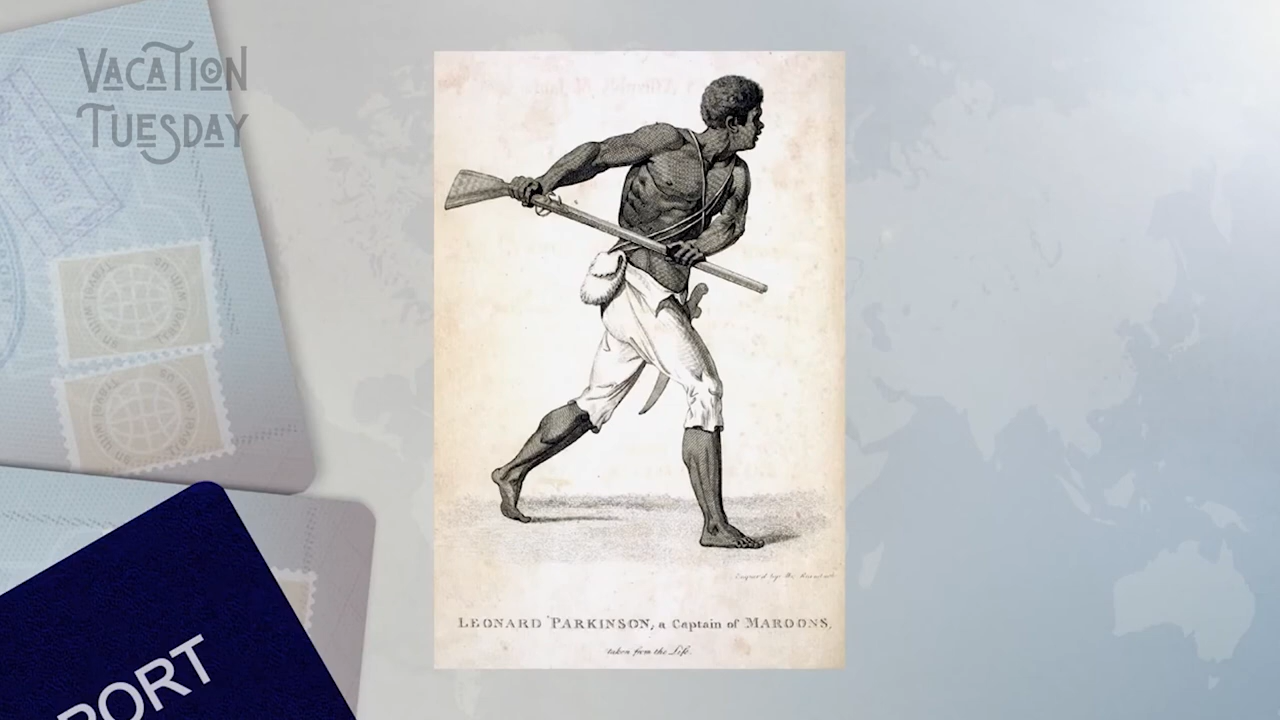 VACATION
TUESDAY
LEONARD PARKINSON, a Captain of MAROONS,
taken from the Life.
PORT